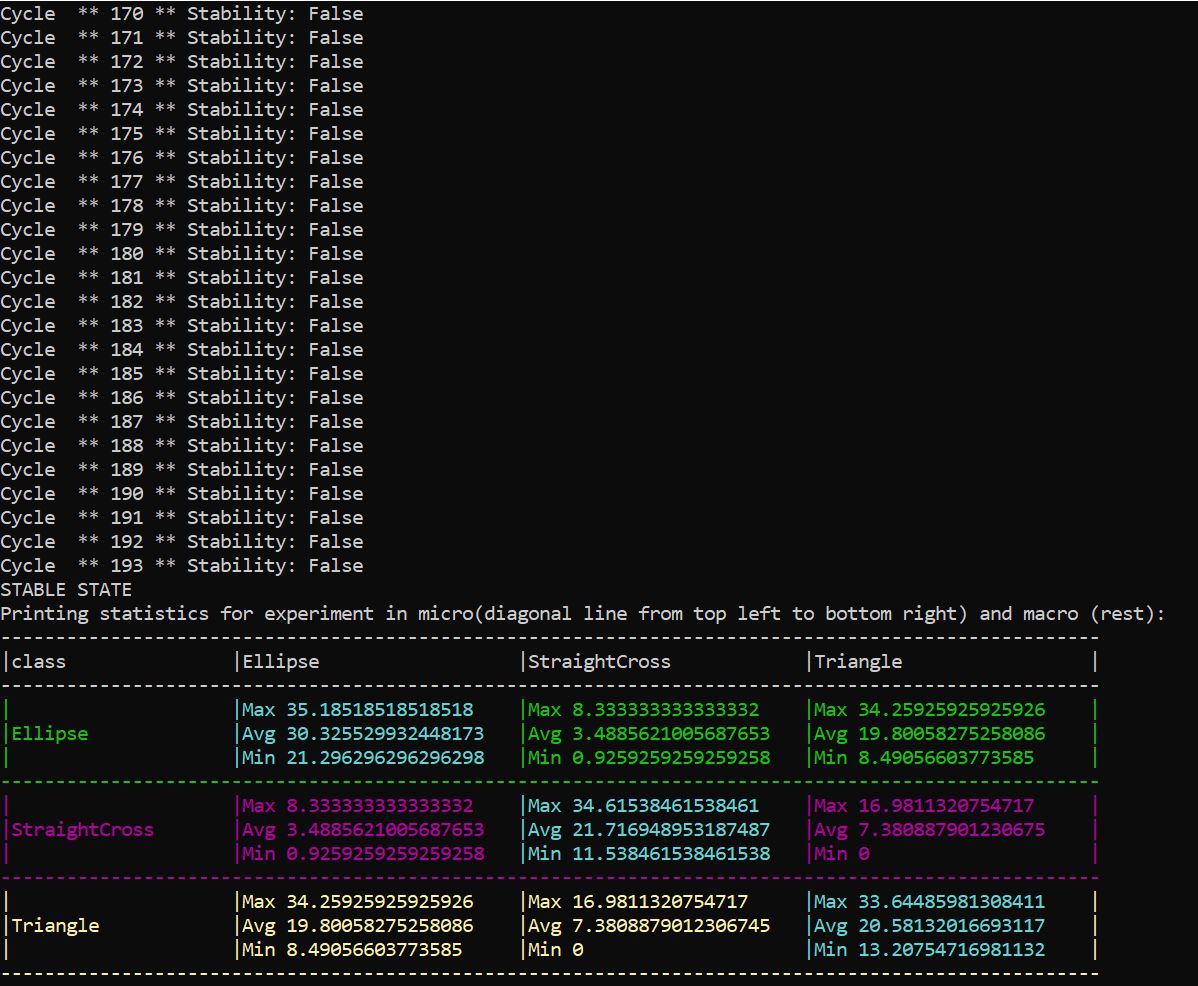 Cycle  ** 170 ** Stability: False
Cycle  ** 171 ** Stability: False
Cycle  ** 172 ** Stability: False
Cycle  ** 173 ** Stability: False
Cycle  ** 174 ** Stability: False
Cycle  ** 175 ** Stability: False
Cycle  ** 176 ** Stability: False
Cycle  ** 177 ** Stability: False
Cycle  ** 178 ** Stability: False
Cycle  ** 179 ** Stability: False
Cycle  ** 180 ** Stability: False
Cycle  ** 181 ** Stability: False
Cycle  ** 182 ** Stability: False
Cycle  ** 183 ** Stability: False
Cycle  ** 184 ** Stability: False
Cycle  ** 185 ** Stability: False
Cycle  ** 186 ** Stability: False
Cycle  ** 187 ** Stability: False
Cycle  ** 188 ** Stability: False
Cycle  ** 189 ** Stability: False
Cycle  ** 190 ** Stability: False
Cycle  ** 191 ** Stability: False
Cycle  ** 192 ** Stability: False
Cycle  ** 193 ** Stability: False
STABLE STATE
Printing statistics for experiment in micro(diagonal line from top left to bottom right) and macro (rest):
----------------------------------------------------------------------------------------------------
|class               |Ellipse                  |StraightCross            |Triangle                 |
----------------------------------------------------------------------------------------------------
|                    |Max 35.18518518518518    |Max 8.333333333333332    |Max 34.25925925925926    |
|Ellipse             |Avg 30.325529932448173   |Avg 3.4885621005687653   |Avg 19.80058275258086    |
|                    |Min 21.296296296296298   |Min 0.9259259259259258   |Min 8.49056603773585     |
----------------------------------------------------------------------------------------------------
|                    |Max 8.333333333333332    |Max 34.61538461538461    |Max 16.9811320754717     |
|StraightCross       |Avg 3.4885621005687653   |Avg 21.716948953187487   |Avg 7.380887901230675    |
|                    |Min 0.9259259259259258   |Min 11.538461538461538   |Min 0                    |
----------------------------------------------------------------------------------------------------
|                    |Max 34.25925925925926    |Max 16.9811320754717     |Max 33.64485981308411    |
|Triangle            |Avg 19.80058275258086    |Avg 7.3808879012306745   |Avg 20.58132016693117    |
|                    |Min 8.49056603773585     |Min 0                    |Min 13.20754716981132    |
----------------------------------------------------------------------------------------------------